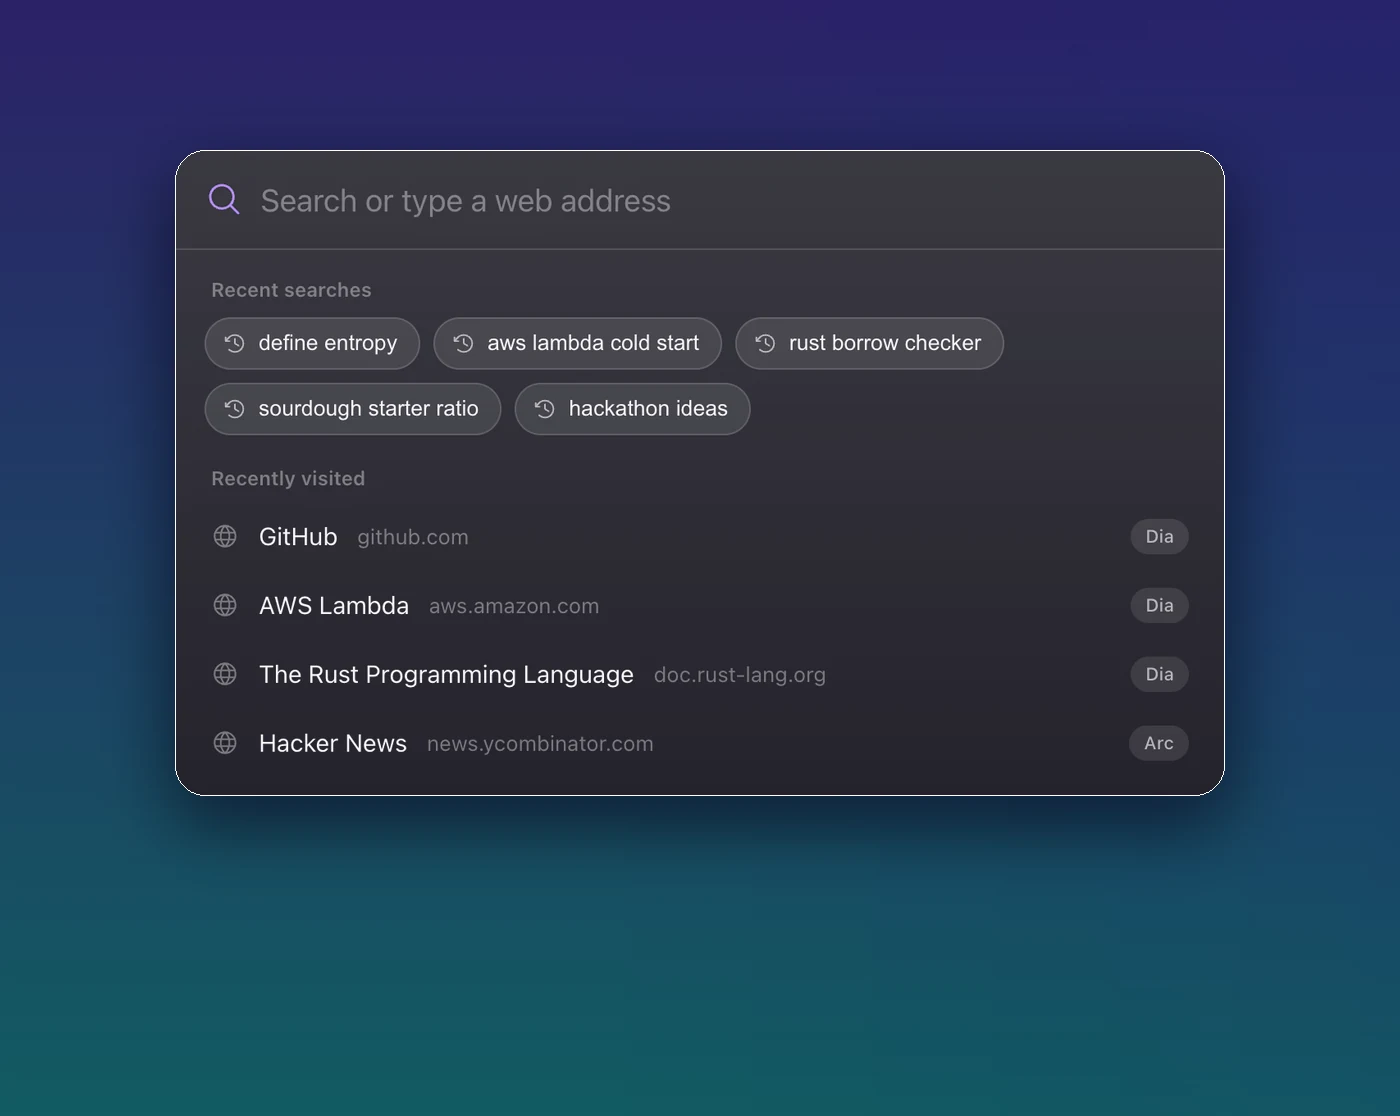 Search or type a web address
Recent searches
define entropy aws lambda cold start rust borrow checker
sourdough starter ratio hackathon ideas
Recently visited
GitHub github.com Dia
AWS Lambda aws.amazon.com Dia
The Rust Programming Language doc.rust-lang.org Dia
Hacker News news.ycombinator.com Arc